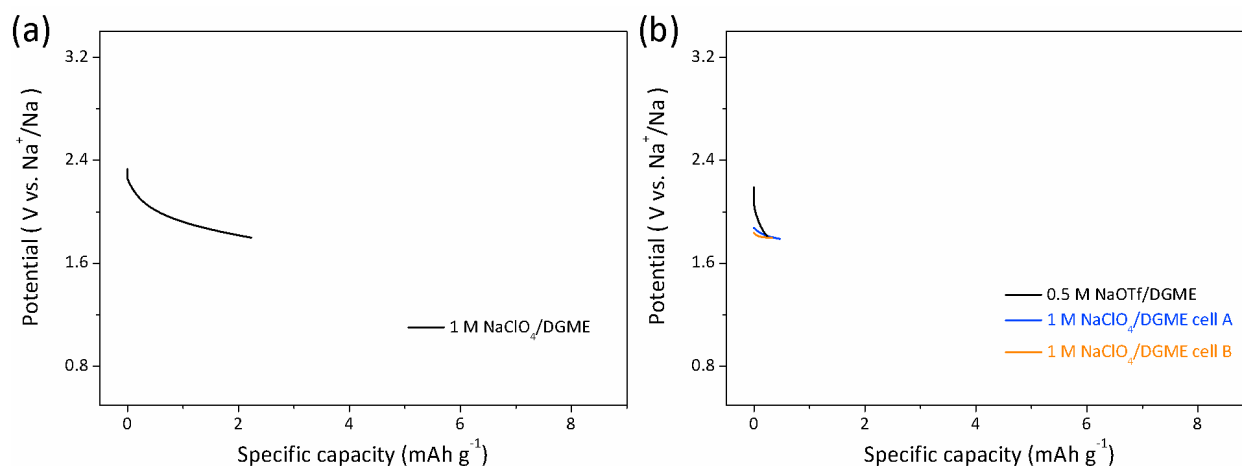 (a)
Potential ( V vs. Na⁺/Na)
3.2
2.4
1.6
0.8
1 M NaClO₄/DGME
0 2 4 6 8
Specific capacity (mAh g⁻¹)
(b)
Potential ( V vs. Na⁺/Na)
3.2
2.4
1.6
0.8
0.5 M NaOTf/DGME
1 M NaClO₄/DGME cell A
1 M NaClO₄/DGME cell B
0 2 4 6 8
Specific capacity (mAh g⁻¹)